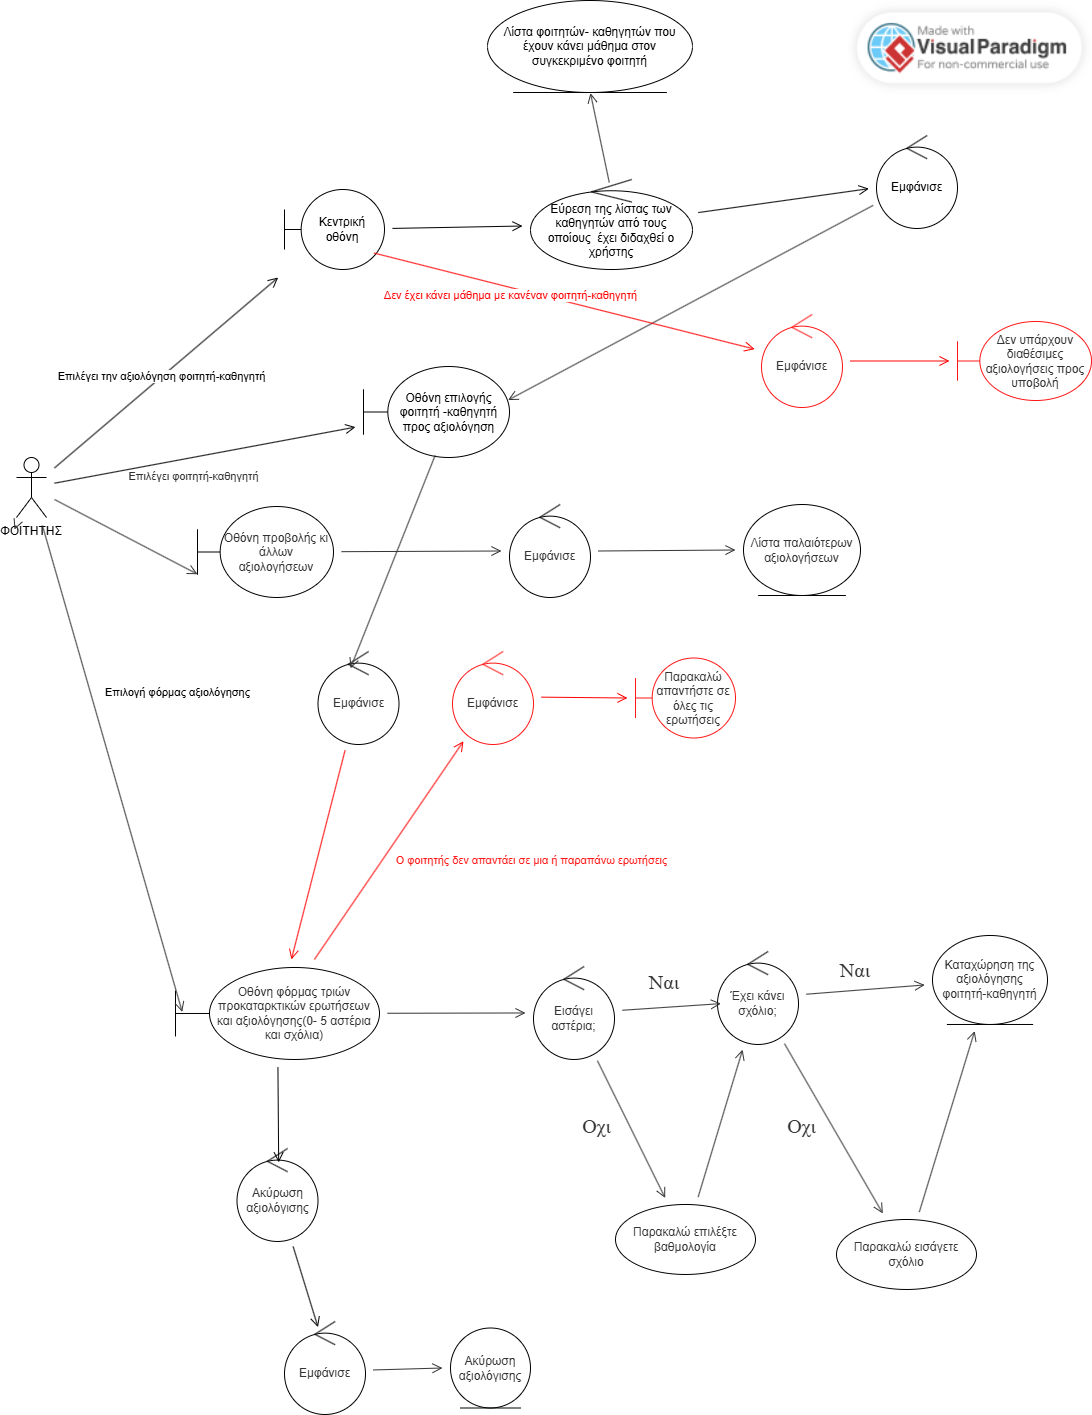 Λίστα φοιτητών- καθηγητών που
έχουν κάνει μάθημα στον
συγκεκριμένο φοιτητή
Made with
Visual Paradigm
For non-commercial use
Εμφάνισε
Κεντρική
οθόνη
Εύρεση της λίστας των
καθηγητών από τους
οποίους  έχει διδαχθεί ο
χρήστης
Δεν έχει κάνει μάθημα με κανέναν φοιτητή-καθηγητή
Εμφάνισε
Δεν υπάρχουν
διαθέσιμες
αξιολογήσεις προς
υποβολή
Επιλέγει την αξιολόγηση φοιτητή-καθηγητή
Οθόνη επιλογής
φοιτητή -καθηγητή
προς αξιολόγηση
Επιλέγει φοιτητή-καθηγητή
ΦΟΙΤΗΤΗΣ
Οθόνη προβολής κι
άλλων
αξιολογήσεων
Εμφάνισε
Λίστα παλαιότερων
αξιολογήσεων
Επιλογή φόρμας αξιολόγησης
Εμφάνισε
Εμφάνισε
Παρακαλώ
απαντήστε σε
όλες τις
ερωτήσεις
Ο φοιτητής δεν απαντάει σε μια ή παραπάνω ερωτήσεις
Οθόνη φόρμας τριών
προκαταρκτικών ερωτήσεων
και αξιολόγησης(0- 5 αστέρια
και σχόλια)
Εισάγει
αστέρια;
Ναι
Έχει κάνει
σχόλιο;
Ναι
Καταχώρηση της
αξιολόγησης
φοιτητή-καθηγητή
Οχι
Οχι
Ακύρωση
αξιολόγισης
Παρακαλώ επιλέξτε
βαθμολογία
Παρακαλώ εισάγετε
σχόλιο
Εμφάνισε
Ακύρωση
αξιολόγισης